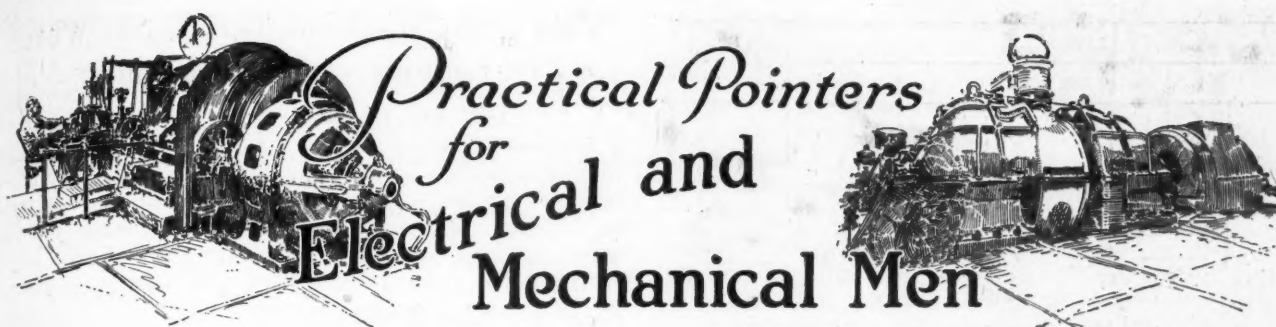 Practical Pointers
for
Electrical and
Mechanical Men